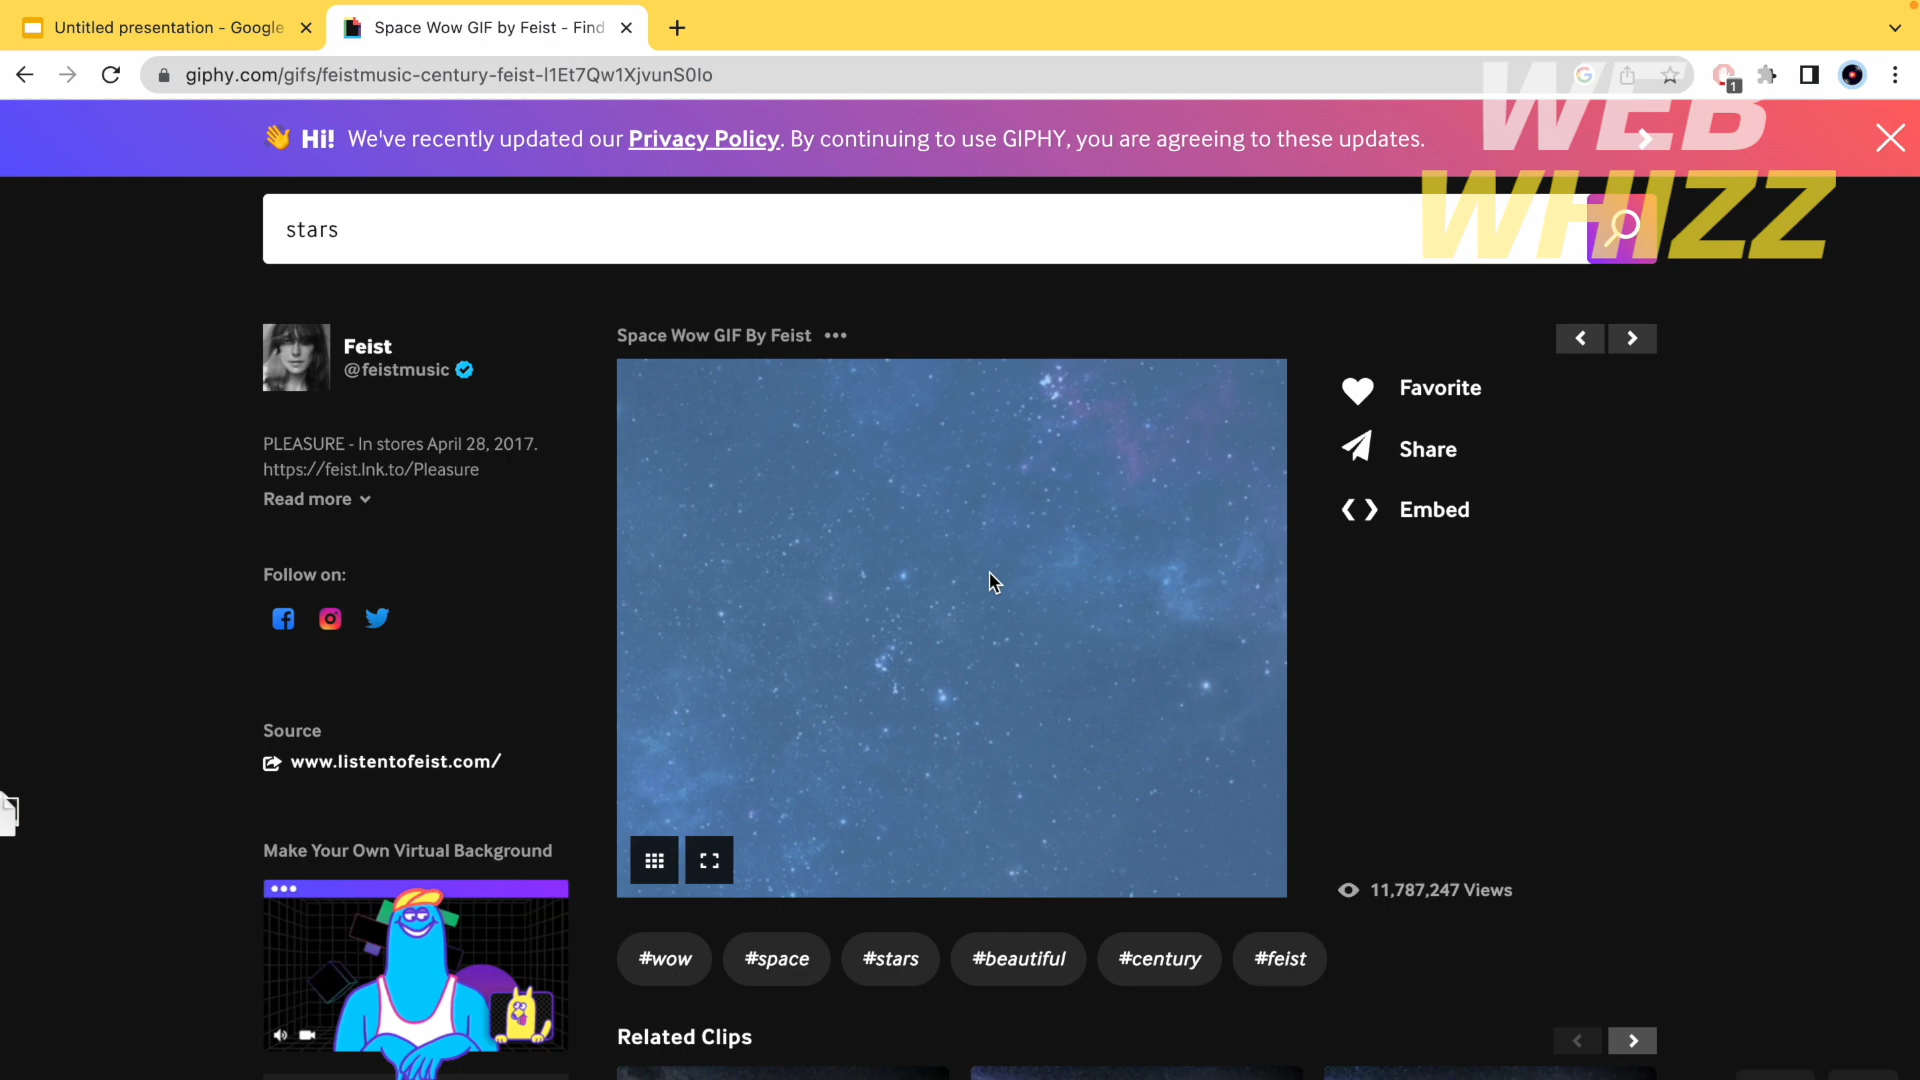 Untitled presentation - Google
Space Wow GIF by Feist - Find
giphy.com/gifs/feistmusic-century-feist-l1Et7Qw1XjvunS0Io
1
WEB
WHIZZ
Hi! We've recently updated our Privacy Policy. By continuing to use GIPHY, you are agreeing to these updates.
stars
Feist
@feistmusic
Space Wow GIF By Feist
Favorite
Share
Embed
PLEASURE - In stores April 28, 2017.
https://feist.lnk.to/Pleasure
Read more
Follow on:
Source
www.listentofeist.com/
Make Your Own Virtual Background
11,787,247 Views
#wow
#space
#stars
#beautiful
#century
#feist
Related Clips